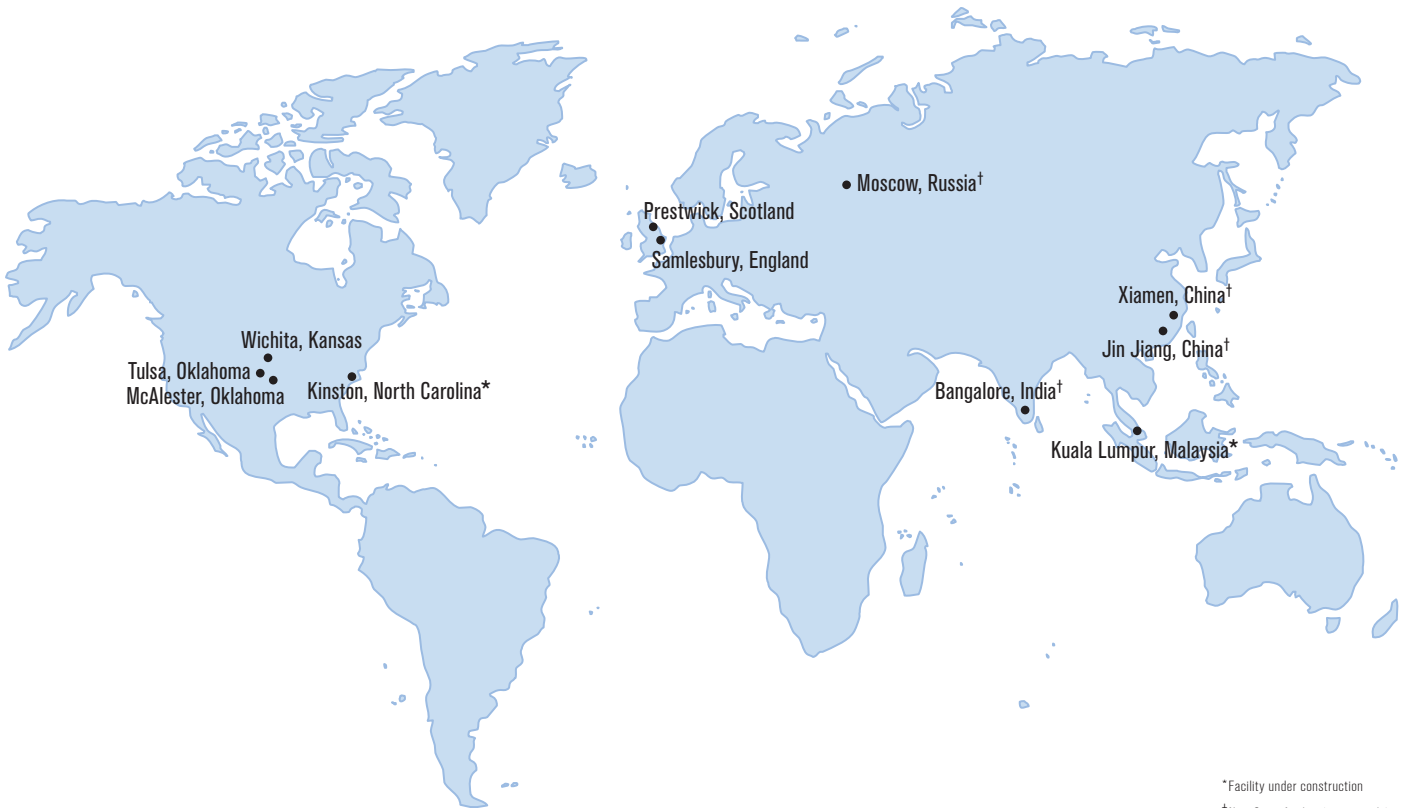 Moscow, Russia†
Prestwick, Scotland
Samlesbury, England
Xiamen, China†
Jin Jiang, China†
Wichita, Kansas
Tulsa, Oklahoma
McAlester, Oklahoma
Kinston, North Carolina*
Bangalore, India†
Kuala Lumpur, Malaysia*
*Facility under construction